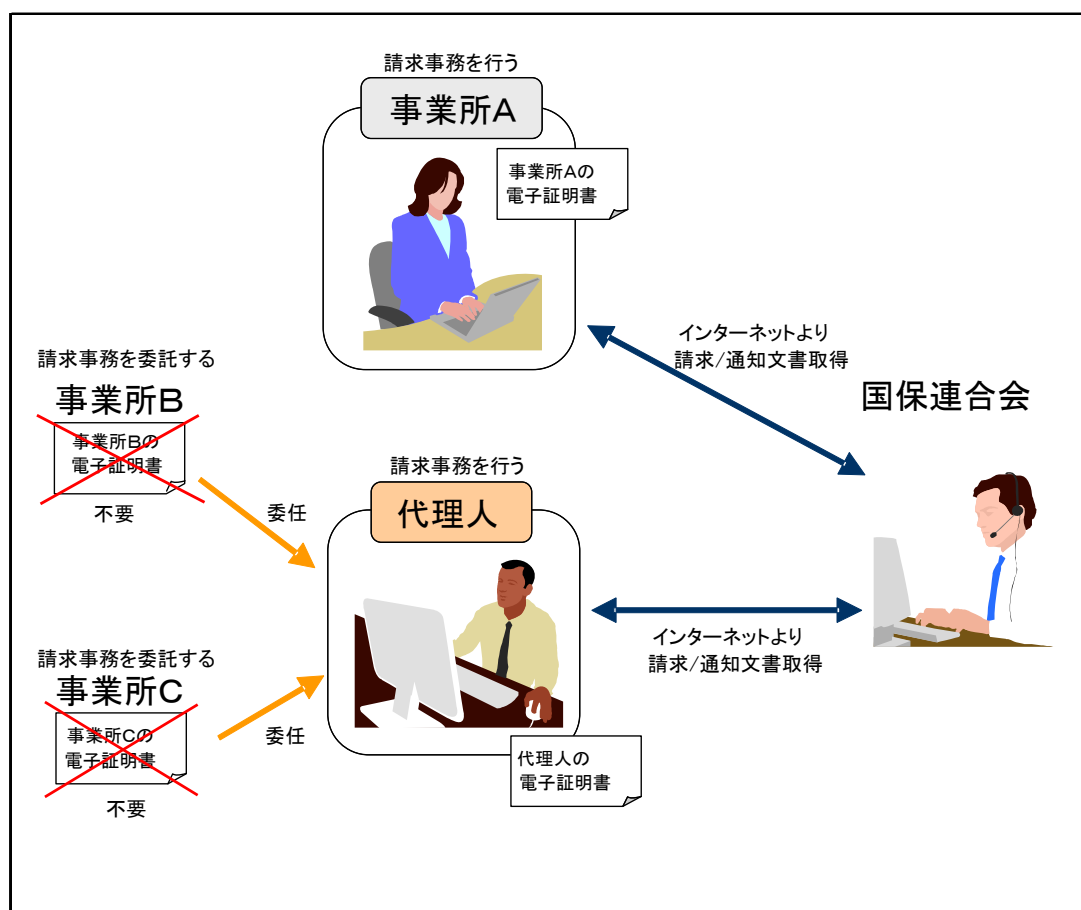 請求事務を行う
事業所A
事業所Aの
電子証明書
インターネットより
請求/通知文書取得
国保連合会
請求事務を委託する
事業所B
事業所Bの
電子証明書
不要
委任
請求事務を行う
代理人
インターネットより
請求/通知文書取得
請求事務を委託する
事業所C
事業所Cの
電子証明書
不要
委任
代理人の
電子証明書